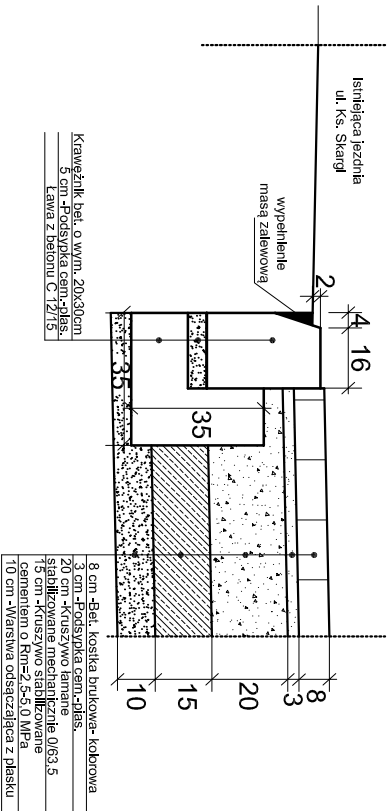 Istniejąca jezdnia
ul. Ks. Skargi
wypełnienie
masą zalewową
2
4
16
35
35
Krawężnik bet. o wym. 20x30cm
5 cm -Podsypka cem.-pias.
Ława z betonu C 12/15
8
3
20
15
10
8 cm -Bet. kostka brukowa- kolorowa
3 cm -Podsypka cem.-pias.
20 cm -Kruszywo łamane
stabilizowane mechanicznie 0/63,5
15 cm -Kruszywo stabilizowane
cementem o Rm=2,5-5,0 MPa
10 cm -Warstwa odsączająca z piasku